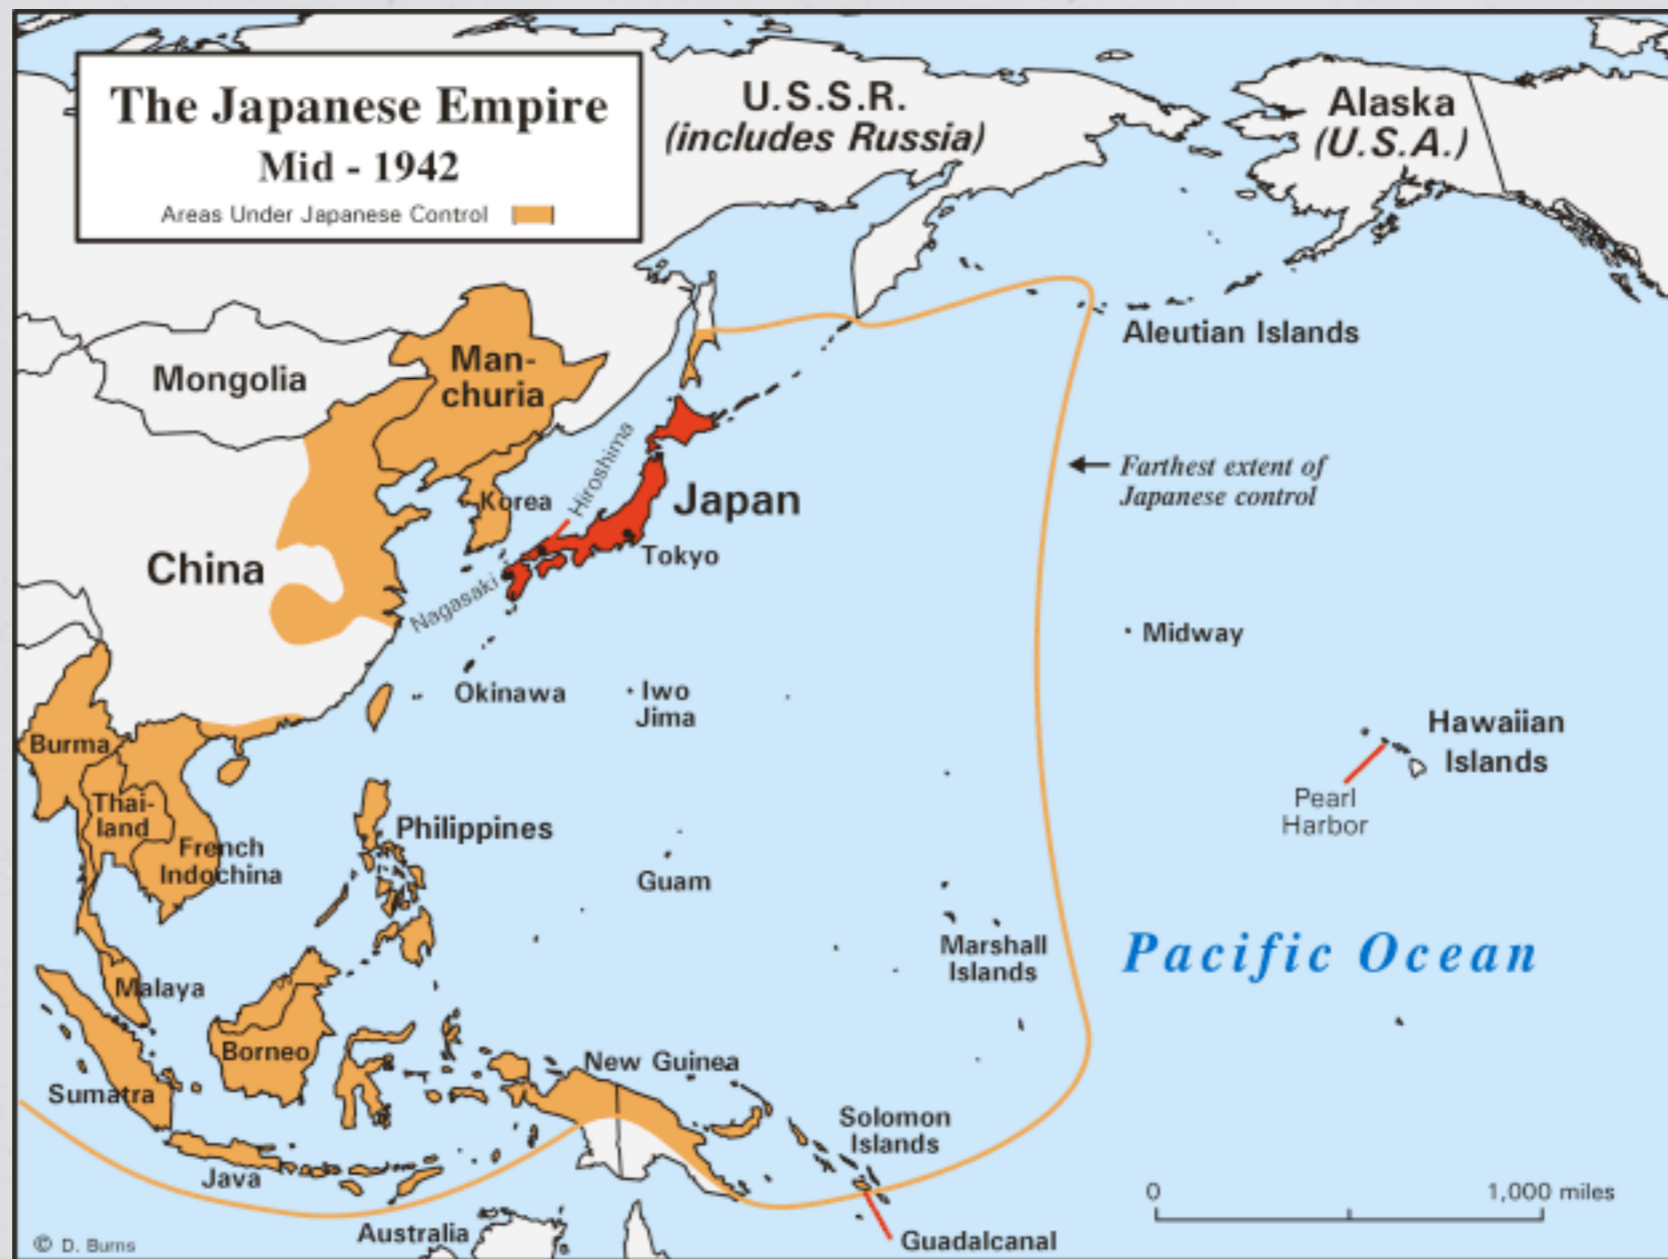 The Japanese Empire
Mid - 1942
Areas Under Japanese Control
U.S.S.R.
(includes Russia)
Alaska
(U.S.A.)
Aleutian Islands
Mongolia
Man-
churia
Farthest extent of
Japanese control
Hiroshima
Korea
Japan
Tokyo
China
Nagasaki
Midway
Okinawa
Iwo
Jima
Hawaiian
Islands
Pearl
Harbor
Burma
Thai-
land
French
Indochina
Philippines
Guam
Marshall
Islands
Pacific Ocean
Malaya
Borneo
Sumatra
New Guinea
Solomon
Islands
Java
Australia
Guadalcanal
0 1,000 miles
© D. Burns